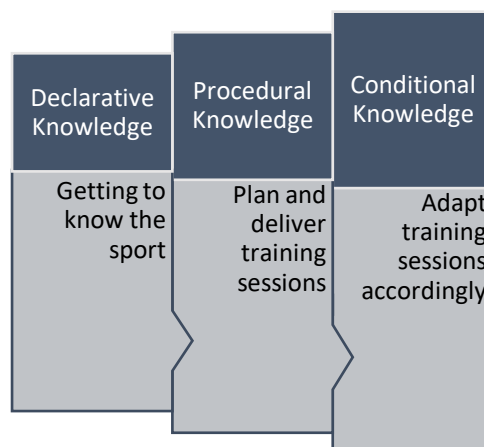 Declarative
Knowledge
Getting to
know the
sport
Procedural
Knowledge
Plan and
deliver
training
sessions
Conditional
Knowledge
Adapt
training
sessions
accordingly